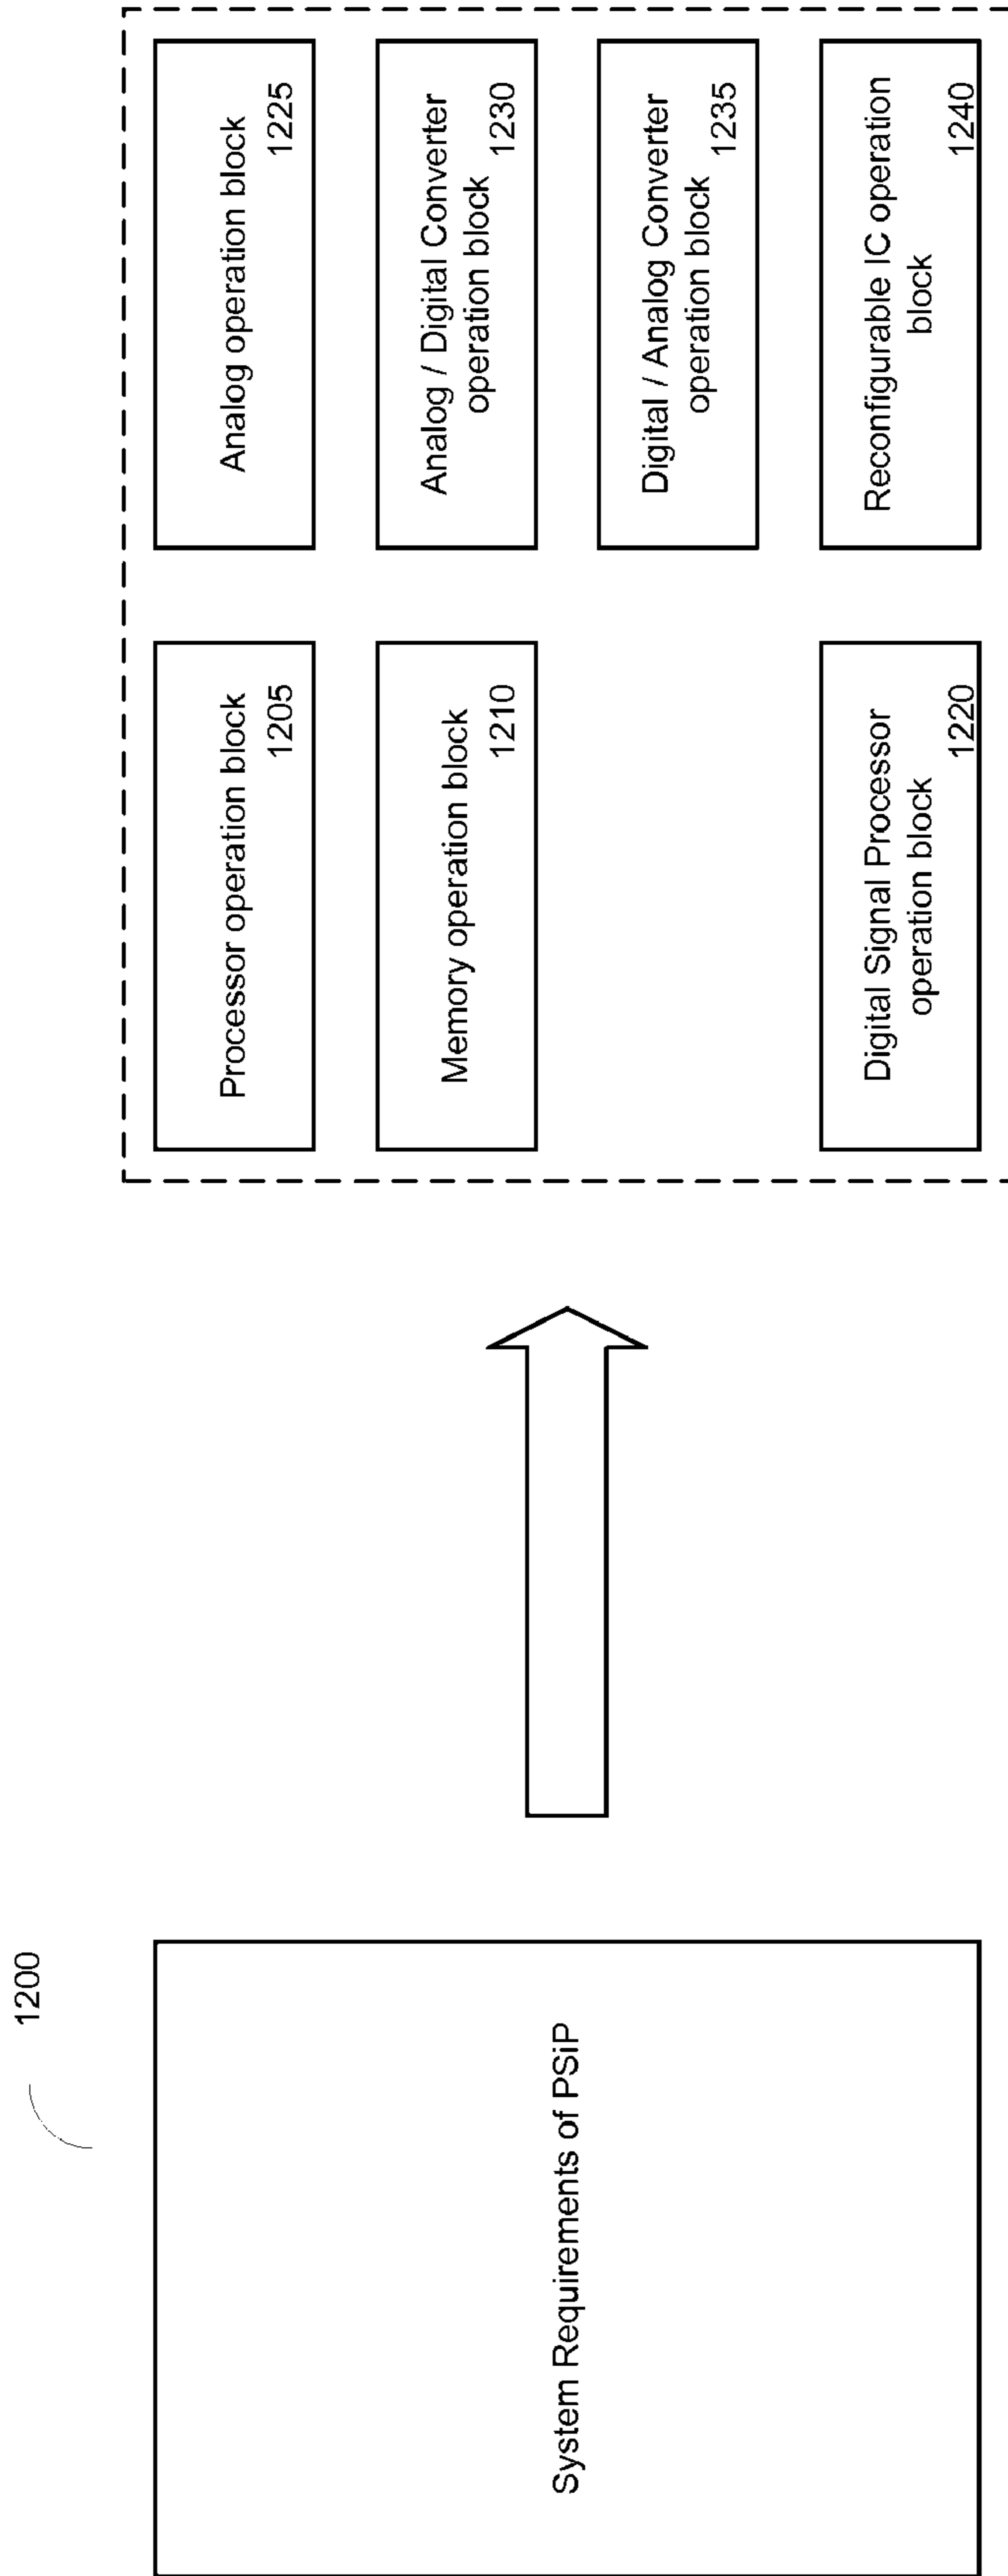 1200
System Requirements of PSiP
Processor operation block
1205
Memory operation block
1210
Digital Signal Processor
operation block
1220
Analog operation block
1225
Analog / Digital Converter
operation block
1230
Digital / Analog Converter
operation block
1235
Reconfigurable IC operation
block
1240